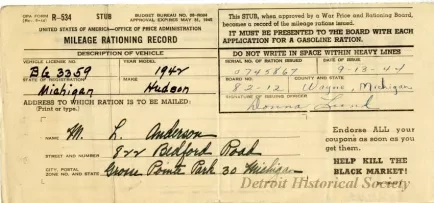 OPA FORM R-534 STUB BUDGET BUREAU NO. 08-R034
APPROVAL EXPIRES MAY 31, 1945
UNITED STATES OF AMERICA—OFFICE OF PRICE ADMINISTRATION
MILEAGE RATIONING RECORD
DESCRIPTION OF VEHICLE
VEHICLE LICENSE NO. YEAR MODEL
BG 3359 1942
STATE OF REGISTRATION MAKE
Michigan Hudson
ADDRESS TO WHICH RATION IS TO BE MAILED:
(Print or type.)
NAME M. L. Anderson
STREET AND NUMBER 822 Bedford Road
CITY, POSTAL ZONE NO. AND STATE Grosse Pointe Park 30 Michigan
This STUB, when approved by a War Price and Rationing Board,
becomes a record of the mileage rations issued.
IT MUST BE PRESENTED TO THE BOARD WITH EACH
APPLICATION FOR A GASOLINE RATION.
DO NOT WRITE IN SPACE WITHIN HEAVY LINES
SERIAL NO. OF RATION ISSUED DATE OF ISSUE
9-13-44
BOARD NO. COUNTY AND STATE
82-12 Wayne, Michigan
SIGNATURE OF ISSUING OFFICER
Donna
Endorse ALL your
coupons as soon as you
get them.
HELP KILL THE
BLACK MARKET!
Detroit Historical Society